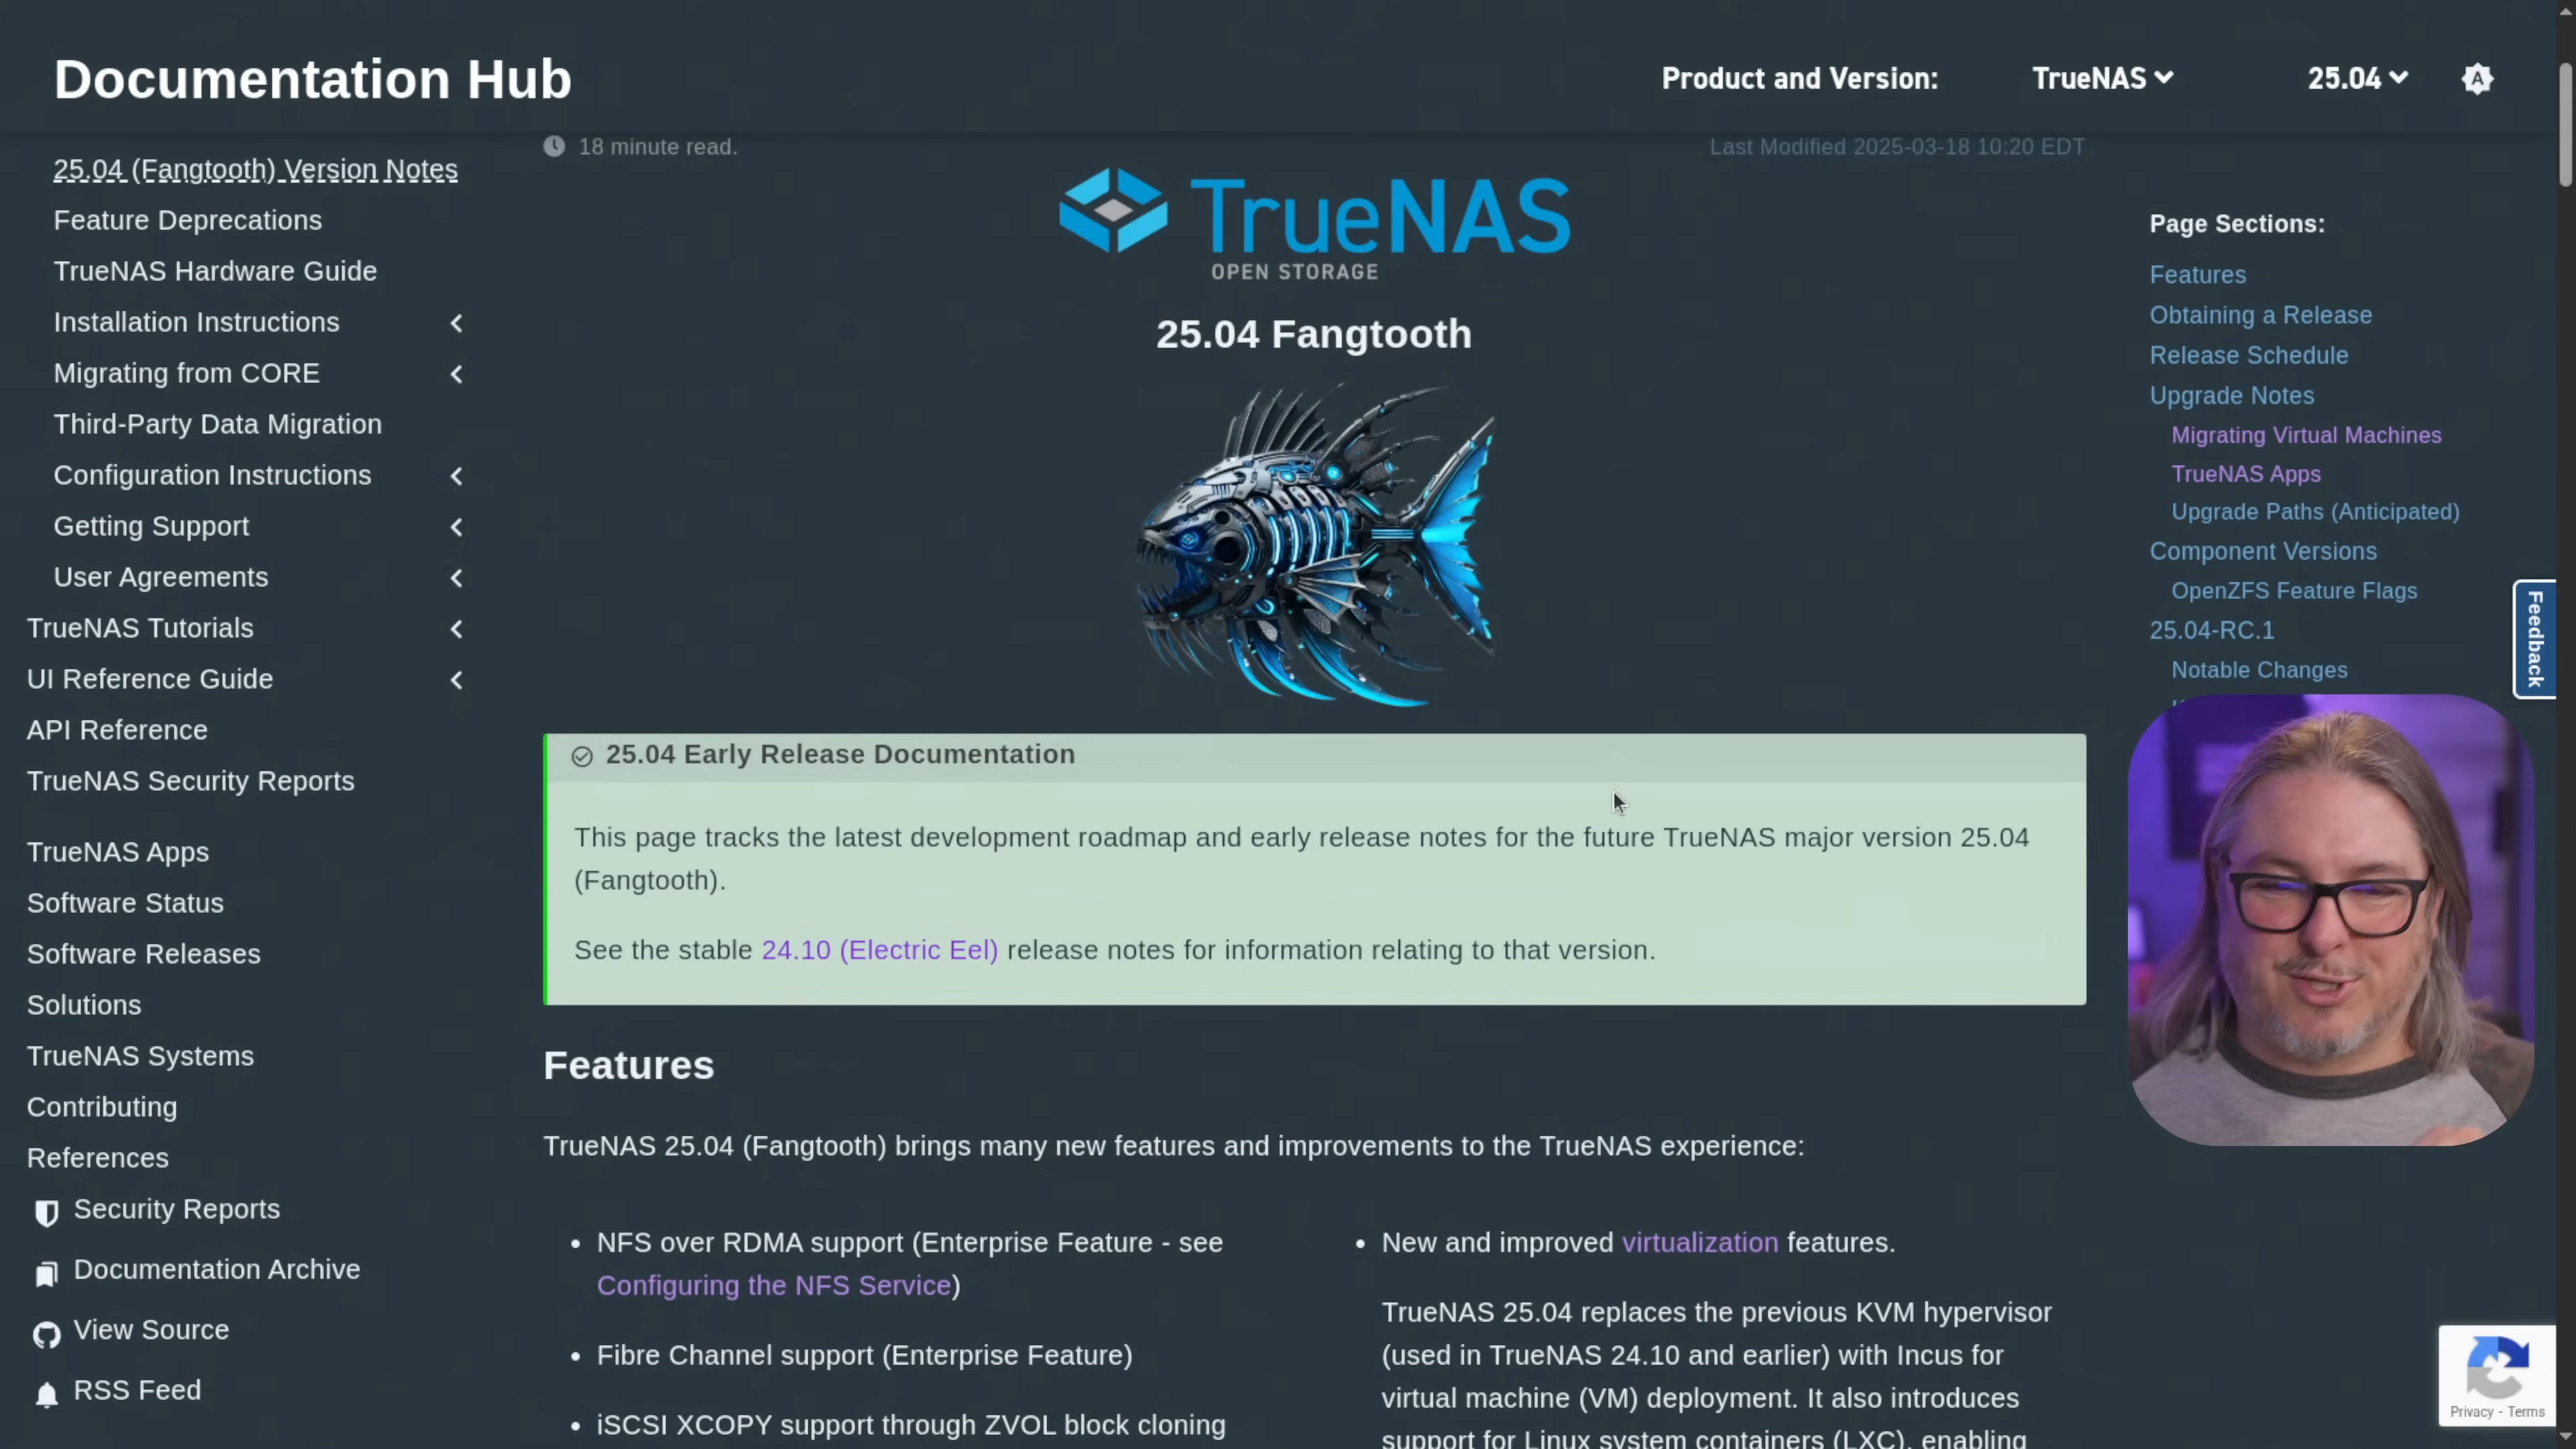 Documentation Hub
Product and Version:
TrueNAS
25.04
A
25.04 (Fangtooth) Version Notes
Feature Deprecations
TrueNAS Hardware Guide
Installation Instructions
Migrating from CORE
Third-Party Data Migration
Configuration Instructions
Getting Support
User Agreements
TrueNAS Tutorials
UI Reference Guide
API Reference
TrueNAS Security Reports
TrueNAS Apps
Software Status
Software Releases
Solutions
TrueNAS Systems
Contributing
References
Security Reports
Documentation Archive
View Source
RSS Feed
18 minute read.
Last Modified 2025-03-18 10:20 EDT
TrueNAS
OPEN STORAGE
25.04 Fangtooth
25.04 Early Release Documentation
This page tracks the latest development roadmap and early release notes for the future TrueNAS major version 25.04
(Fangtooth).
See the stable 24.10 (Electric Eel) release notes for information relating to that version.
Features
TrueNAS 25.04 (Fangtooth) brings many new features and improvements to the TrueNAS experience:
• NFS over RDMA support (Enterprise Feature - see
Configuring the NFS Service)
• Fibre Channel support (Enterprise Feature)
• iSCSI XCOPY support through ZVOL block cloning
• New and improved virtualization features.
TrueNAS 25.04 replaces the previous KVM hypervisor
(used in TrueNAS 24.10 and earlier) with Incus for
virtual machine (VM) deployment. It also introduces
support for Linux system containers (LXC), enabling
Page Sections:
Features
Obtaining a Release
Release Schedule
Upgrade Notes
Migrating Virtual Machines
TrueNAS Apps
Upgrade Paths (Anticipated)
Component Versions
OpenZFS Feature Flags
25.04-RC.1
Notable Changes
Feedback
Privacy - Terms